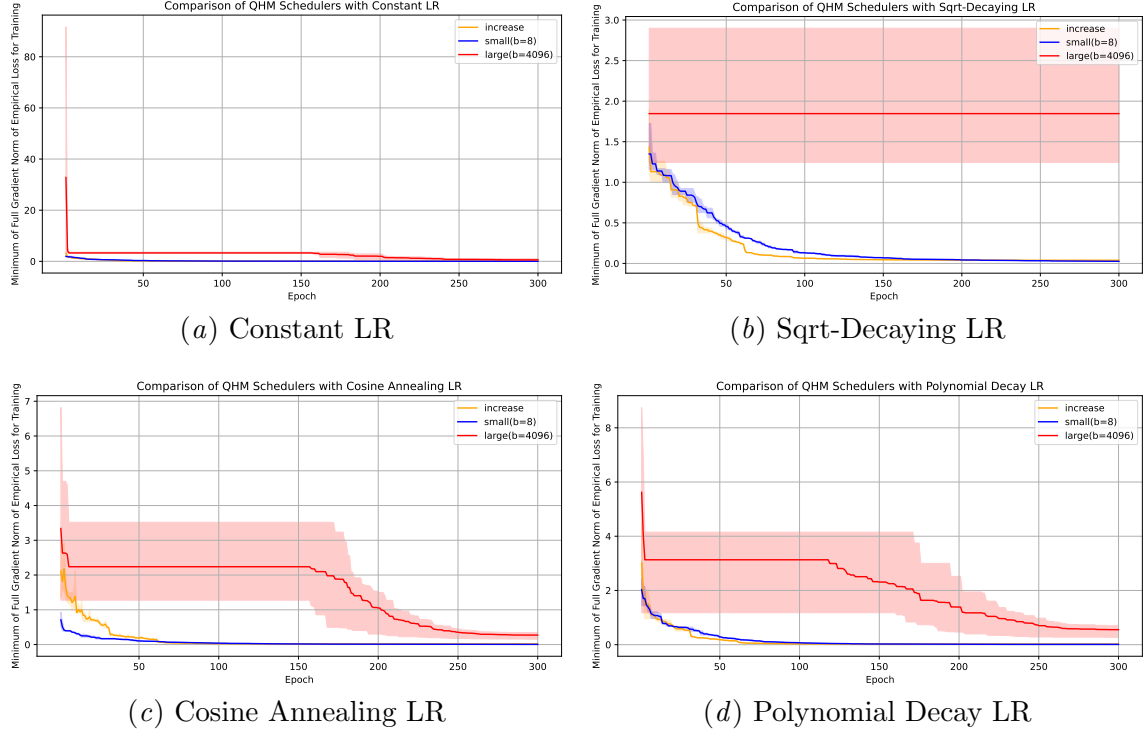 Comparison of QHM Schedulers with Constant LR
Minimum of Full Gradient Norm of Empirical Loss for Training
80
60
40
20
0
increase
small(b=8)
large(b=4096)
50
100
150
200
250
300
Epoch
(a) Constant LR
Comparison of QHM Schedulers with Sqrt-Decaying LR
Minimum of Full Gradient Norm of Empirical Loss for Training
3.0
2.5
2.0
1.5
1.0
0.5
0.0
increase
small(b=8)
large(b=4096)
50
100
150
200
250
300
Epoch
(b) Sqrt-Decaying LR
Comparison of QHM Schedulers with Cosine Annealing LR
Minimum of Full Gradient Norm of Empirical Loss for Training
7
6
5
4
3
2
1
0
increase
small(b=8)
large(b=4096)
50
100
150
200
250
300
Epoch
(c) Cosine Annealing LR
Comparison of QHM Schedulers with Polynomial Decay LR
Minimum of Full Gradient Norm of Empirical Loss for Training
8
6
4
2
0
increase
small(b=8)
large(b=4096)
50
100
150
200
250
300
Epoch
(d) Polynomial Decay LR